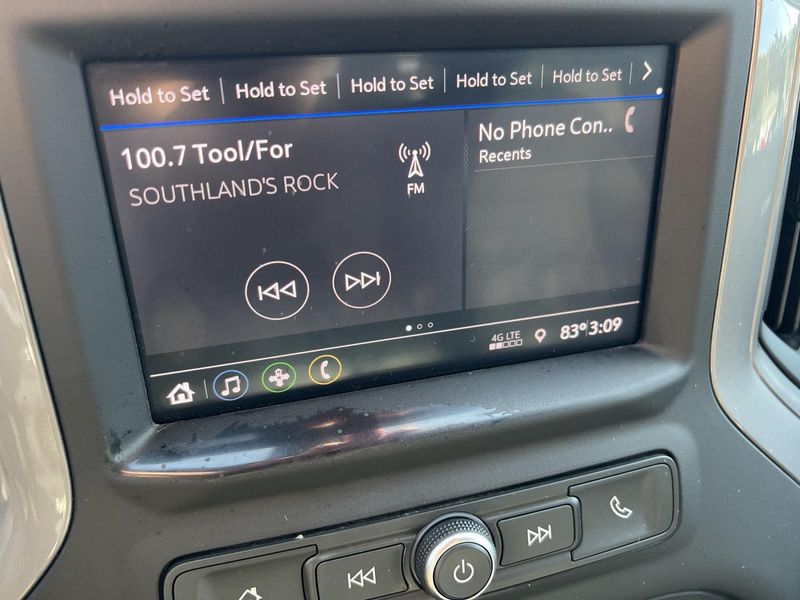 Hold to Set Hold to Set Hold to Set Hold to Set Hold to Set
100.7 Tool/For
SOUTHLAND'S ROCK
FM
No Phone Con..
Recents
4G LTE
83° 3:09